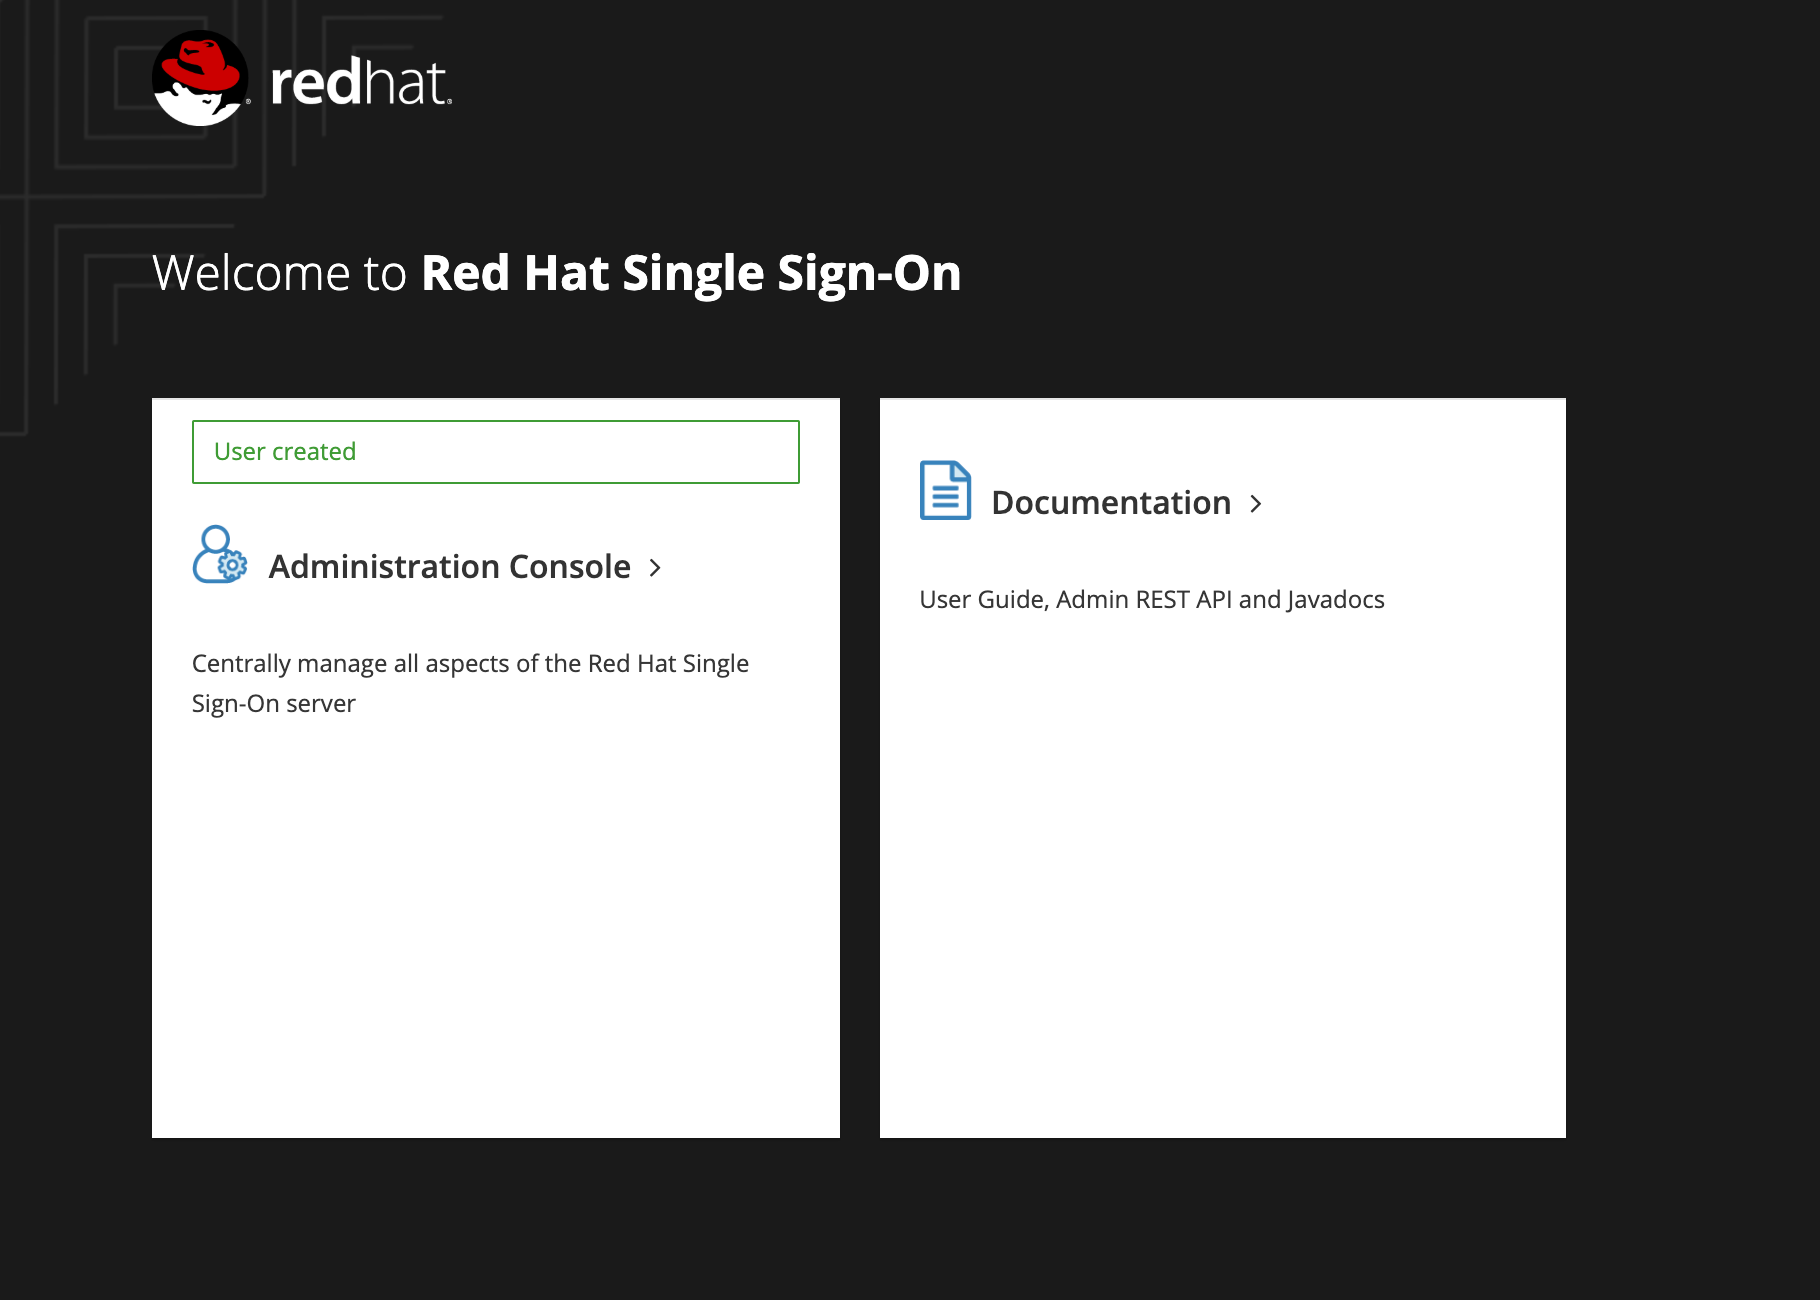 redhat
Welcome to Red Hat Single Sign-On
User created
Administration Console
Centrally manage all aspects of the Red Hat Single
Sign-On server
Documentation
User Guide, Admin REST API and Javadocs